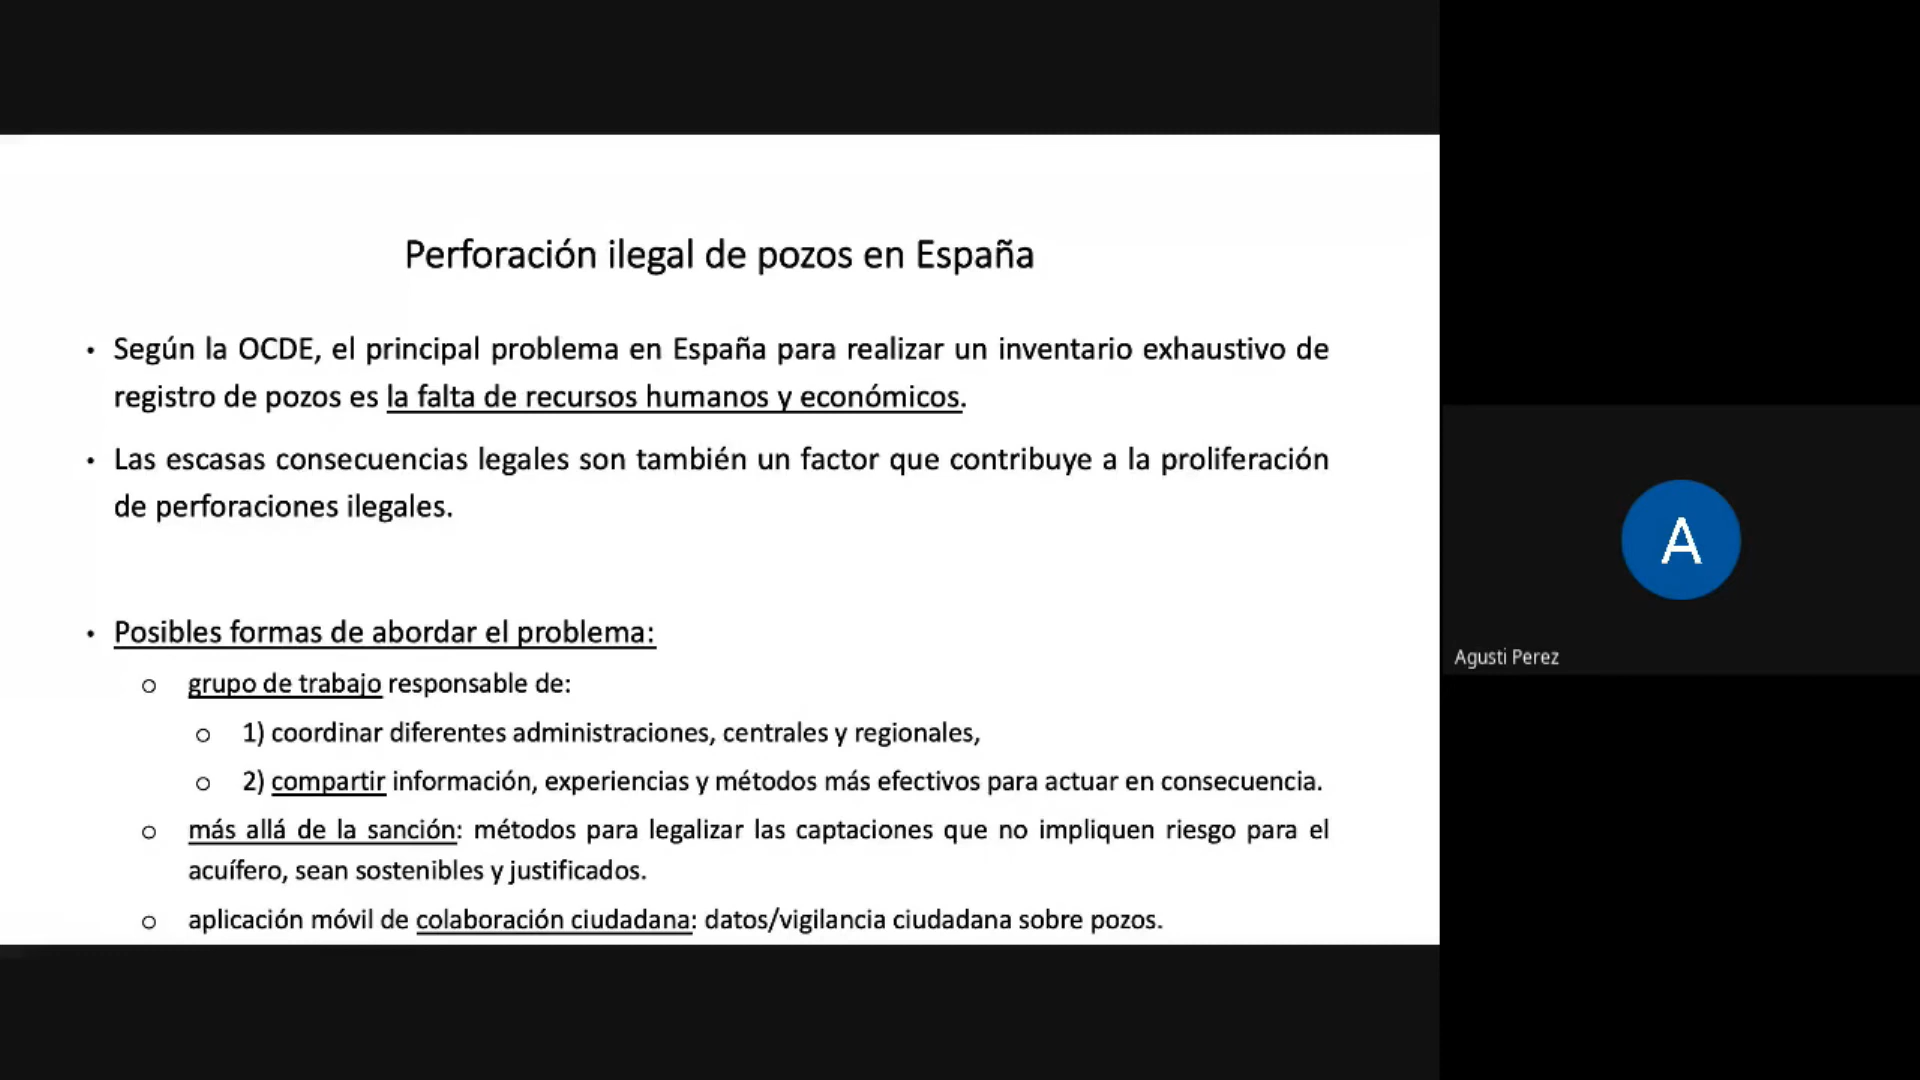 Perforación ilegal de pozos en España
• Según la OCDE, el principal problema en España para realizar un inventario exhaustivo de
registro de pozos es la falta de recursos humanos y económicos.
• Las escasas consecuencias legales son también un factor que contribuye a la proliferación
de perforaciones ilegales.
• Posibles formas de abordar el problema:
o grupo de trabajo responsable de:
o 1) coordinar diferentes administraciones, centrales y regionales,
o 2) compartir información, experiencias y métodos más efectivos para actuar en consecuencia.
o más allá de la sanción: métodos para legalizar las captaciones que no impliquen riesgo para el
acuífero, sean sostenibles y justificados.
o aplicación móvil de colaboración ciudadana: datos/vigilancia ciudadana sobre pozos.
A
Agusti Perez